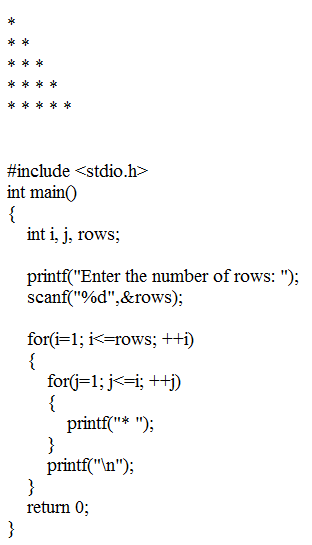 *
* *
* * *
* * * *
* * * * *
#include <stdio.h>
int main()
{
    int i, j, rows;
    printf("Enter the number of rows: ");
    scanf("%d",&rows);
    for(i=1; i<=rows; ++i)
    {
        for(j=1; j<=i; ++j)
        {
            printf("* ");
        }
        printf("\n");
    }
    return 0;
}